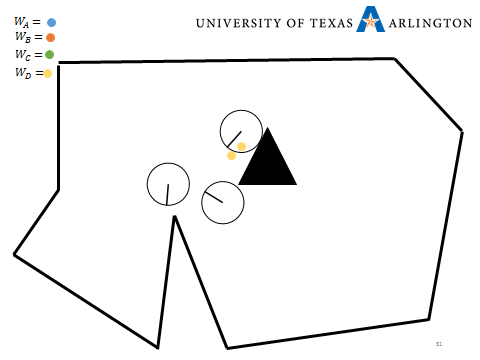 UNIVERSITY OF TEXAS ARLINGTON
W_A =
W_B =
W_C =
W_D =
51